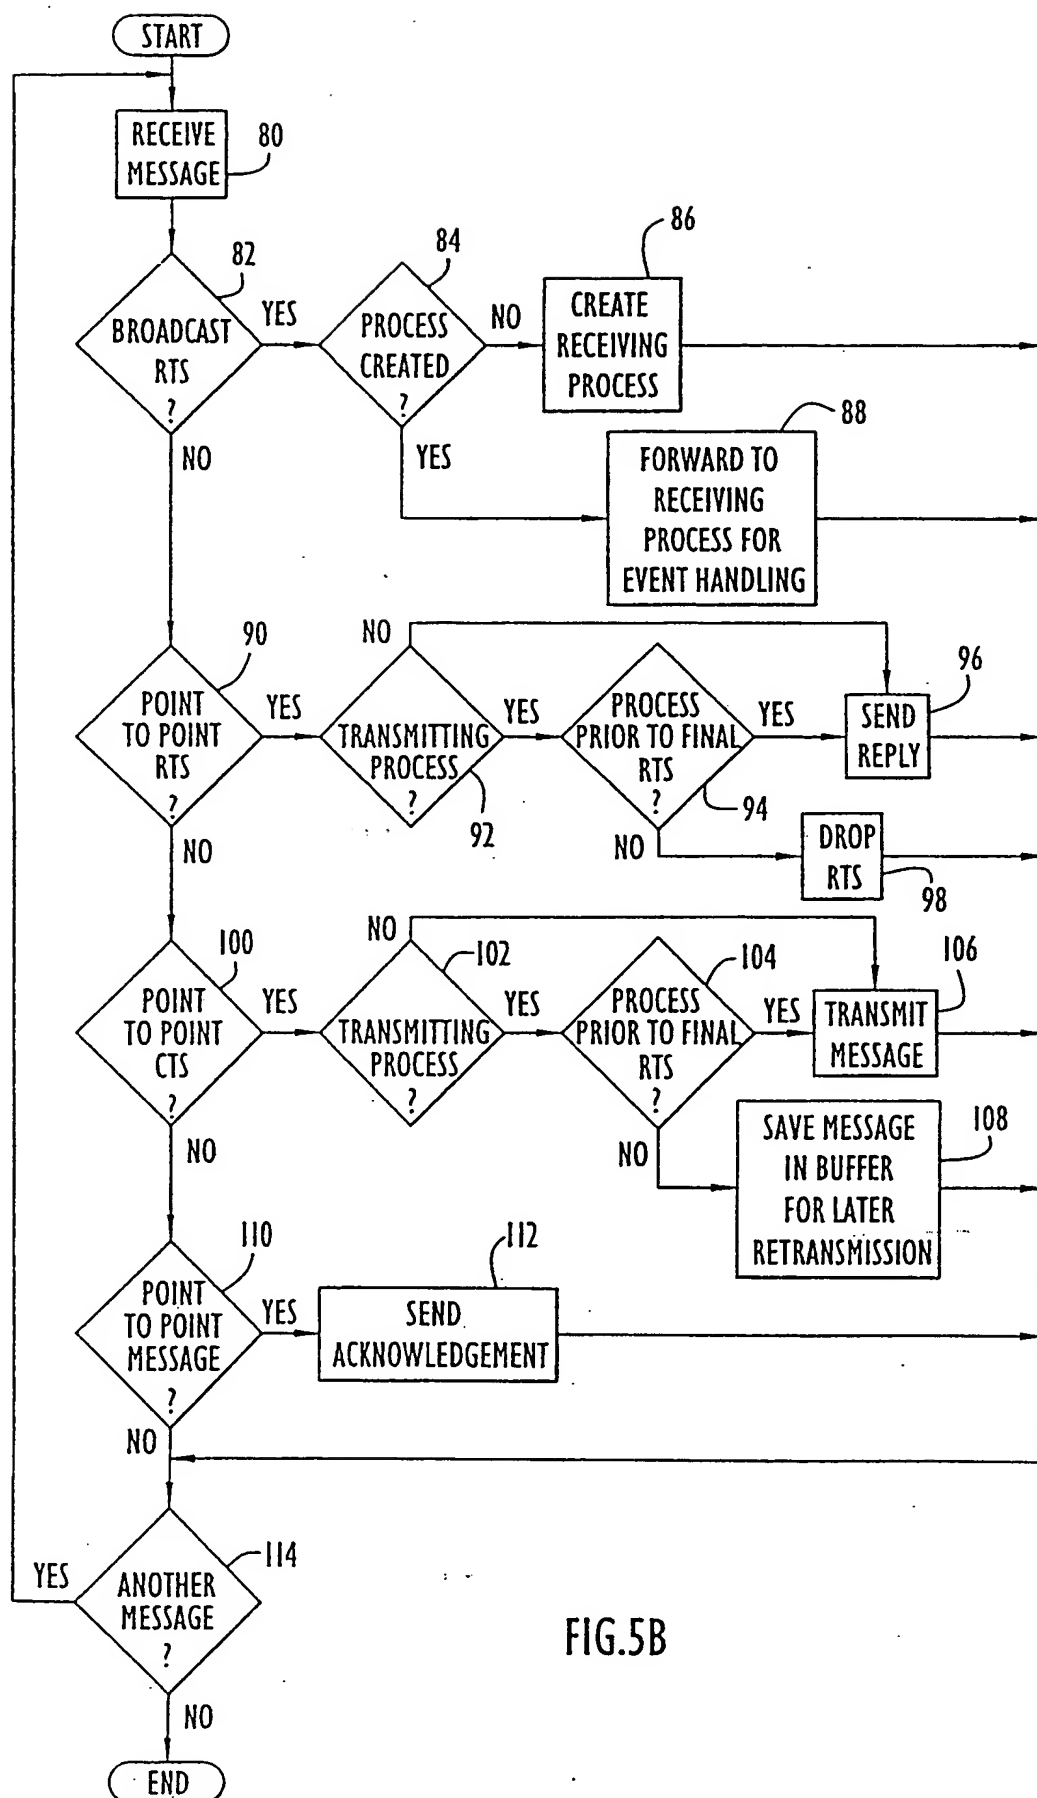 START
RECEIVE
MESSAGE
80
82
BROADCAST
RTS
?
YES
NO
84
PROCESS
CREATED
?
NO
YES
86
CREATE
RECEIVING
PROCESS
88
FORWARD TO
RECEIVING
PROCESS FOR
EVENT HANDLING
90
POINT
TO POINT
RTS
?
YES
NO
NO
TRANSMITTING
PROCESS
?
92
YES
PROCESS
PRIOR TO FINAL
RTS
?
94
YES
NO
96
SEND
REPLY
DROP
RTS
98
100
POINT
TO POINT
CTS
?
YES
NO
NO
102
TRANSMITTING
PROCESS
?
YES
104
PROCESS
PRIOR TO FINAL
RTS
?
YES
NO
106
TRANSMIT
MESSAGE
108
SAVE MESSAGE
IN BUFFER
FOR LATER
RETRANSMISSION
110
POINT
TO POINT
MESSAGE
?
YES
NO
112
SEND
ACKNOWLEDGEMENT
114
ANOTHER
MESSAGE
?
YES
NO
END
FIG.5B